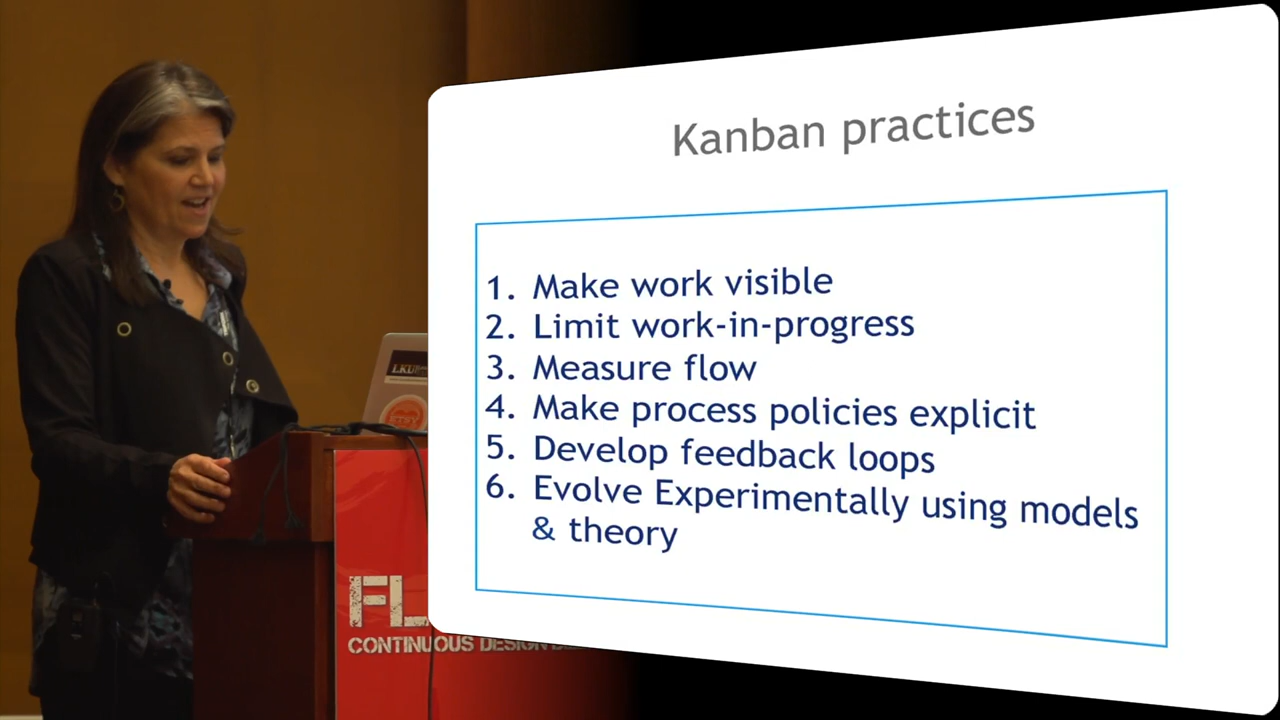 Kanban practices
1. Make work visible
2. Limit work-in-progress
3. Measure flow
4. Make process policies explicit
5. Develop feedback loops
6. Evolve Experimentally using models
& theory
FL
CONTINUOUS DESIGN